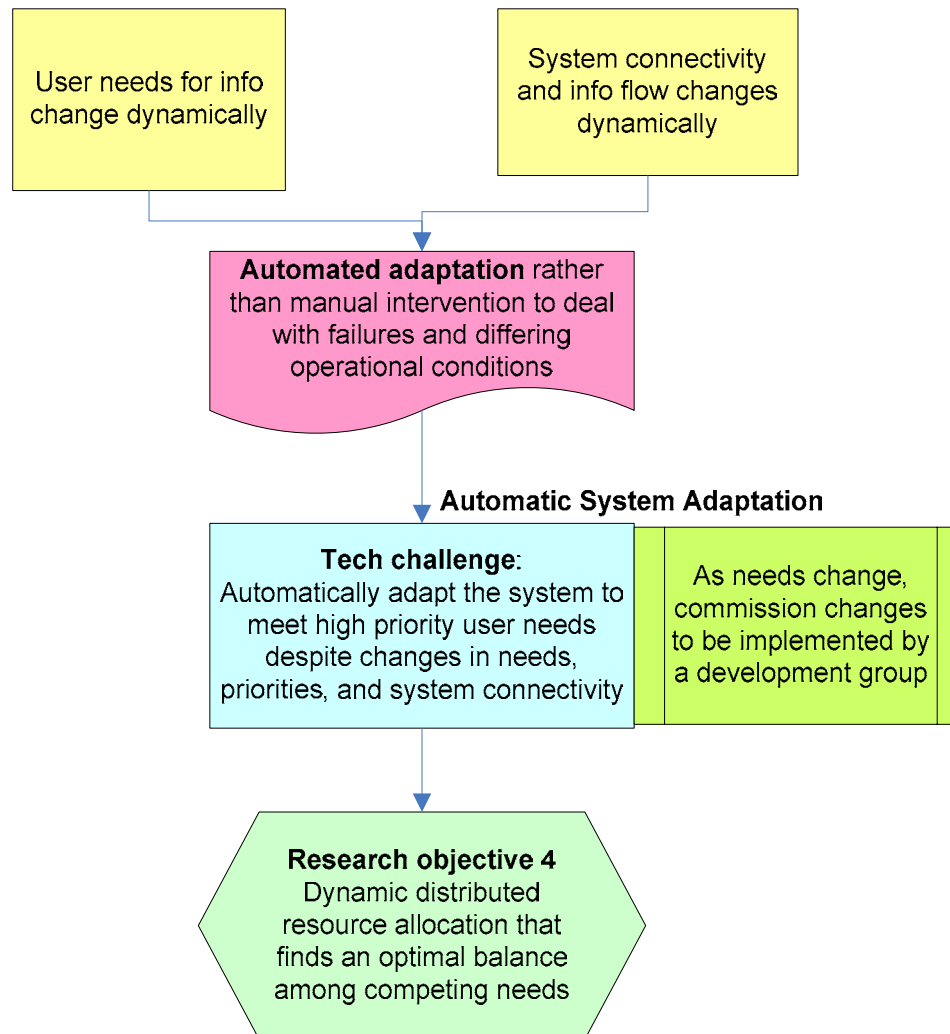 User needs for info
change dynamically
System connectivity
and info flow changes
dynamically
Automated adaptation rather
than manual intervention to deal
with failures and differing
operational conditions
Automatic System Adaptation
Tech challenge:
Automatically adapt the system to
meet high priority user needs
despite changes in needs,
priorities, and system connectivity
As needs change,
commission changes
to be implemented by
a development group
Research objective 4
Dynamic distributed
resource allocation that
finds an optimal balance
among competing needs